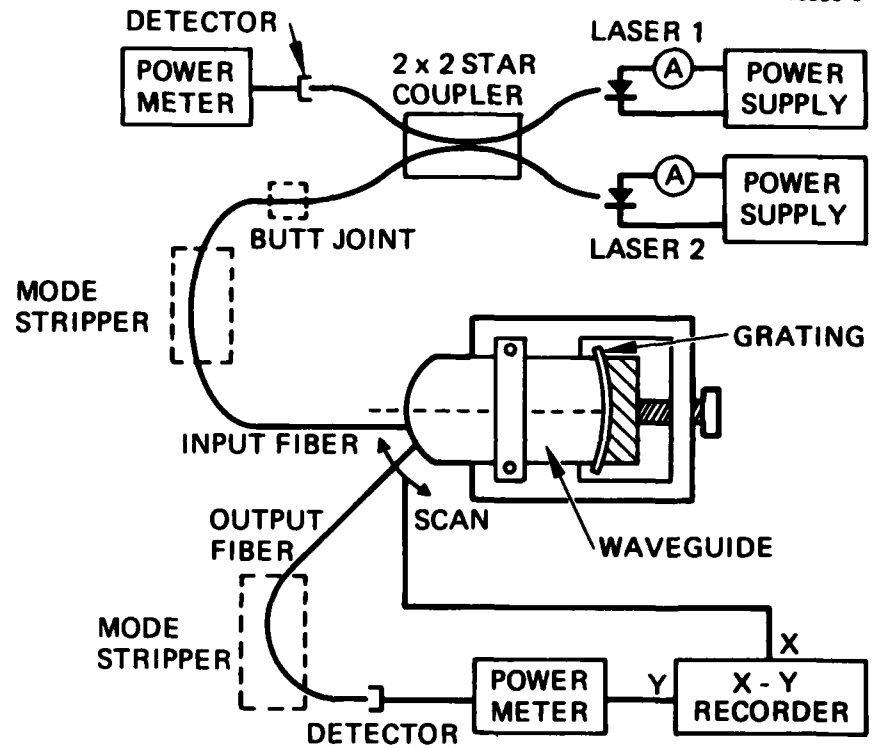 DETECTOR
LASER 1
POWER
METER
2 x 2 STAR
COUPLER
A
POWER
SUPPLY
A
POWER
SUPPLY
BUTT JOINT
LASER 2
MODE
STRIPPER
GRATING
INPUT FIBER
SCAN
OUTPUT
FIBER
WAVEGUIDE
MODE
STRIPPER
X
POWER
METER
Y
X - Y
RECORDER
DETECTOR